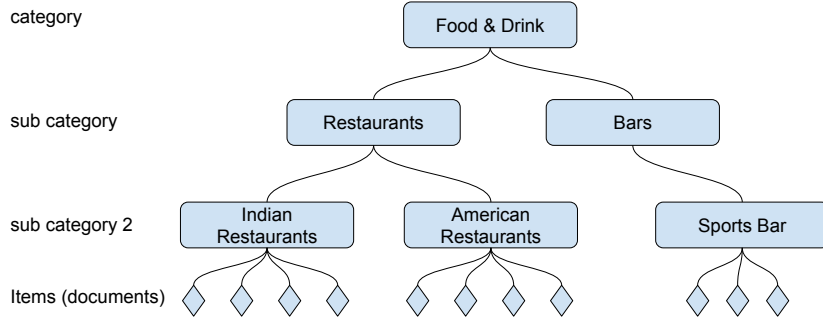 category
Food & Drink
sub category
Restaurants
Bars
sub category 2
Indian
Restaurants
American
Restaurants
Sports Bar
Items (documents)